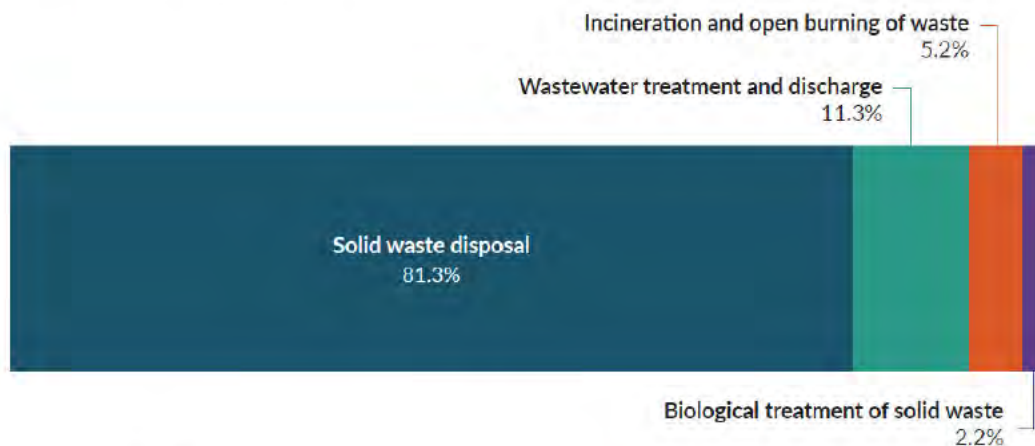 Incineration and open burning of waste
5.2%
Wastewater treatment and discharge
11.3%
Solid waste disposal
81.3%
Biological treatment of solid waste
2.2%